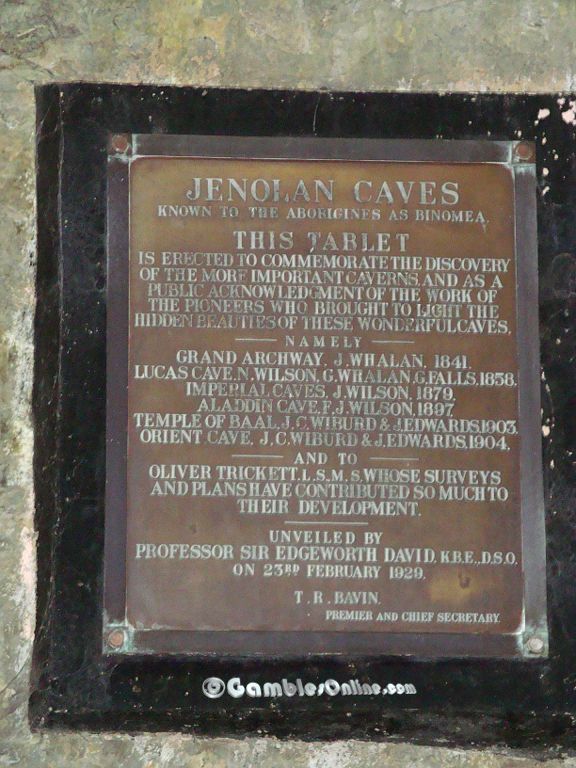 JENOLAN CAVES
KNOWN TO THE ABORIGINES AS BINOMEA.
THIS TABLET
IS ERECTED TO COMMEMORATE THE DISCOVERY
OF THE MORE IMPORTANT CAVERNS, AND AS A
PUBLIC ACKNOWLEDGMENT OF THE WORK OF
THE PIONEERS WHO BROUGHT TO LIGHT THE
HIDDEN BEAUTIES OF THESE WONDERFUL CAVES,
NAMELY
GRAND ARCHWAY, J. WHALAN, 1841.
LUCAS CAVE, N. WILSON, G. WHALAN, G. FALLS, 1858.
IMPERIAL CAVES, J. WILSON, 1879.
ALADDIN CAVE, F. J. WILSON, 1897
TEMPLE OF BAAL, J. C. WIBURD & J. EDWARDS, 1903.
ORIENT CAVE, J. C. WIBURD & J. EDWARDS, 1904,
AND TO
OLIVER TRICKETT. L. S., M. S, WHOSE SURVEYS
AND PLANS HAVE CONTRIBUTED SO MUCH TO
THEIR DEVELOPMENT.
UNVEILED BY
PROFESSOR SIR EDGEWORTH DAVID, K.B.E., D.S.O.
ON 23RD FEBRUARY 1929.
T. R. BAVIN.
PREMIER AND CHIEF SECRETARY.
© GamblesOnline.com